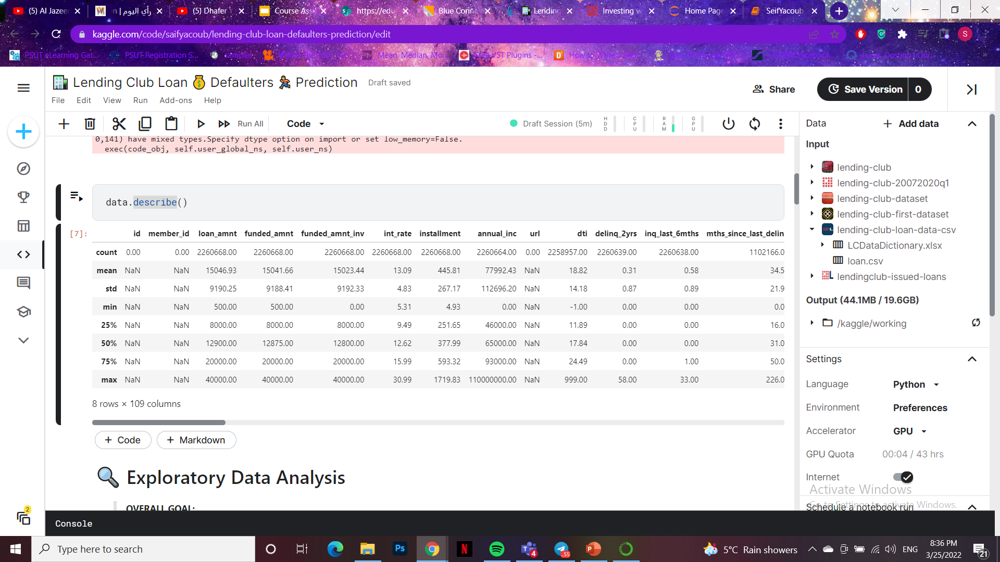 (5) Al Jazeer
رأي اليوم | n
(5) Dhafer
Course Ass
https://edu
Blue Conn
Lending
Investing w
Home Page
SeifYacoub
kaggle.com/code/saifyacoub/lending-club-loan-defaulters-prediction/edit
S
PSUT eLearning Gat...
PSUT-Registration S...
samples
Mean, Median, Mo...
Free VST Plugins -...
How to Write a
Lending Club Loan 💰 Defaulters 🏃 Prediction
Draft saved
File Edit View Run Add-ons Help
Share
Save Version 0
Run All
Code
Draft Session (5m)
HDD
CPU
RAM
GPU
0,141) have mixed types.Specify dtype option on import or set low_memory=False.
exec(code_obj, self.user_global_ns, self.user_ns)
data.describe()
[7]:
id member_id loan_amnt funded_amnt funded_amnt_inv int_rate installment annual_inc url dti delinq_2yrs inq_last_6mths mths_since_last_delin
count 0.00 0.00 2260668.00 2260668.00 2260668.00 2260668.00 2260668.00 2260664.00 0.00 2258957.00 2260639.00 2260638.00 1102166.0
mean NaN NaN 15046.93 15041.66 15023.44 13.09 445.81 77992.43 NaN 18.82 0.31 0.58 34.5
std NaN NaN 9190.25 9188.41 9192.33 4.83 267.17 112696.20 NaN 14.18 0.87 0.89 21.9
min NaN NaN 500.00 500.00 0.00 5.31 4.93 0.00 NaN -1.00 0.00 0.00 0.0
25% NaN NaN 8000.00 8000.00 8000.00 9.49 251.65 46000.00 NaN 11.89 0.00 0.00 16.0
50% NaN NaN 12900.00 12875.00 12800.00 12.62 377.99 65000.00 NaN 17.84 0.00 0.00 31.0
75% NaN NaN 20000.00 20000.00 20000.00 15.99 593.32 93000.00 NaN 24.49 0.00 1.00 50.0
max NaN NaN 40000.00 40000.00 40000.00 30.99 1719.83 110000000.00 NaN 999.00 58.00 33.00 226.0
8 rows × 109 columns
+ Code
+ Markdown
Exploratory Data Analysis
OVERALL GOAL:
Console
Data
+ Add data
Input
lending-club
lending-club-20072020q1
lending-club-dataset
lending-club-first-dataset
lending-club-loan-data-csv
LCDataDictionary.xlsx
loan.csv
lendingclub-issued-loans
Output (44.1MB / 19.6GB)
/kaggle/working
Settings
Language Python
Environment Preferences
Accelerator GPU
GPU Quota 00:04 / 43 hrs
Internet
Activate Windows
Go to Settings to activate Windows.
Schedule a notebook run
2
Type here to search
Ps
N
4
55
P
5°C Rain showers
ENG
8:36 PM
3/25/2022
21